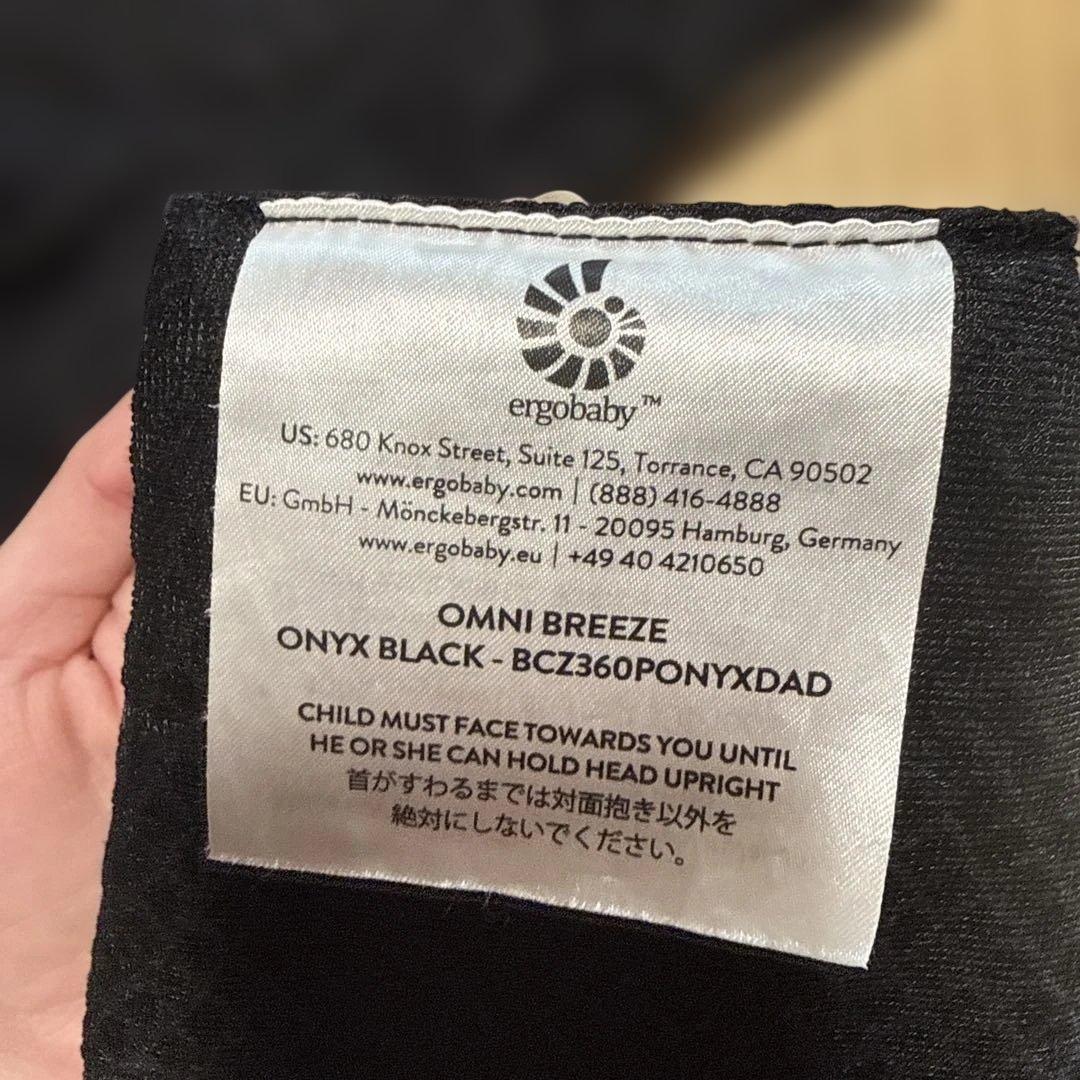 ergobaby™
US: 680 Knox Street, Suite 125, Torrance, CA 90502
www.ergobaby.com | (888) 416-4888
EU: GmbH - Mönckebergstr. 11 - 20095 Hamburg, Germany
www.ergobaby.eu | +49 40 4210650
OMNI BREEZE
ONYX BLACK - BCZ360PONYXDAD
CHILD MUST FACE TOWARDS YOU UNTIL
HE OR SHE CAN HOLD HEAD UPRIGHT
首がすわるまでは対面抱き以外を
絶対にしないでください。